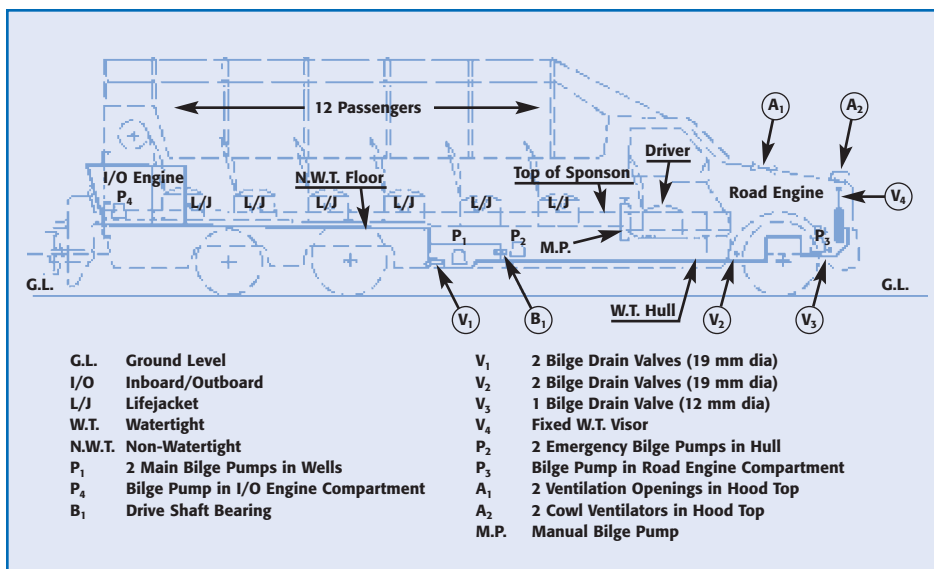 12 Passengers
A1
A2
Driver
I/O Engine
P4
N.W.T. Floor
Top of Sponson
L/J
L/J
L/J
L/J
L/J
Road Engine
V4
P1
P2
M.P.
P3
G.L.
G.L.
V1
B1
W.T. Hull
V2
V3
G.L. Ground Level
I/O Inboard/Outboard
L/J Lifejacket
W.T. Watertight
N.W.T. Non-Watertight
P1 2 Main Bilge Pumps in Wells
P4 Bilge Pump in I/O Engine Compartment
B1 Drive Shaft Bearing
V1 2 Bilge Drain Valves (19 mm dia)
V2 2 Bilge Drain Valves (19 mm dia)
V3 1 Bilge Drain Valve (12 mm dia)
V4 Fixed W.T. Visor
P2 2 Emergency Bilge Pumps in Hull
P3 Bilge Pump in Road Engine Compartment
A1 2 Ventilation Openings in Hood Top
A2 2 Cowl Ventilators in Hood Top
M.P. Manual Bilge Pump